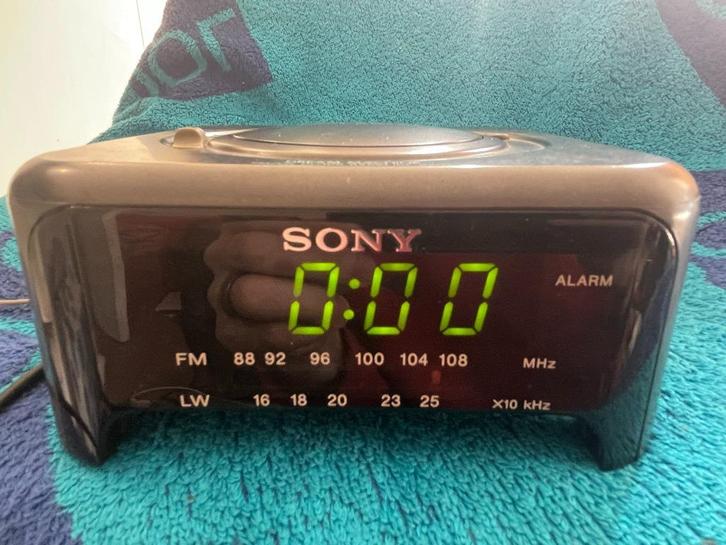 SONY
0:00
ALARM
FM 88 92 96 100 104 108 MHz
LW 16 18 20 23 25 X10 kHz